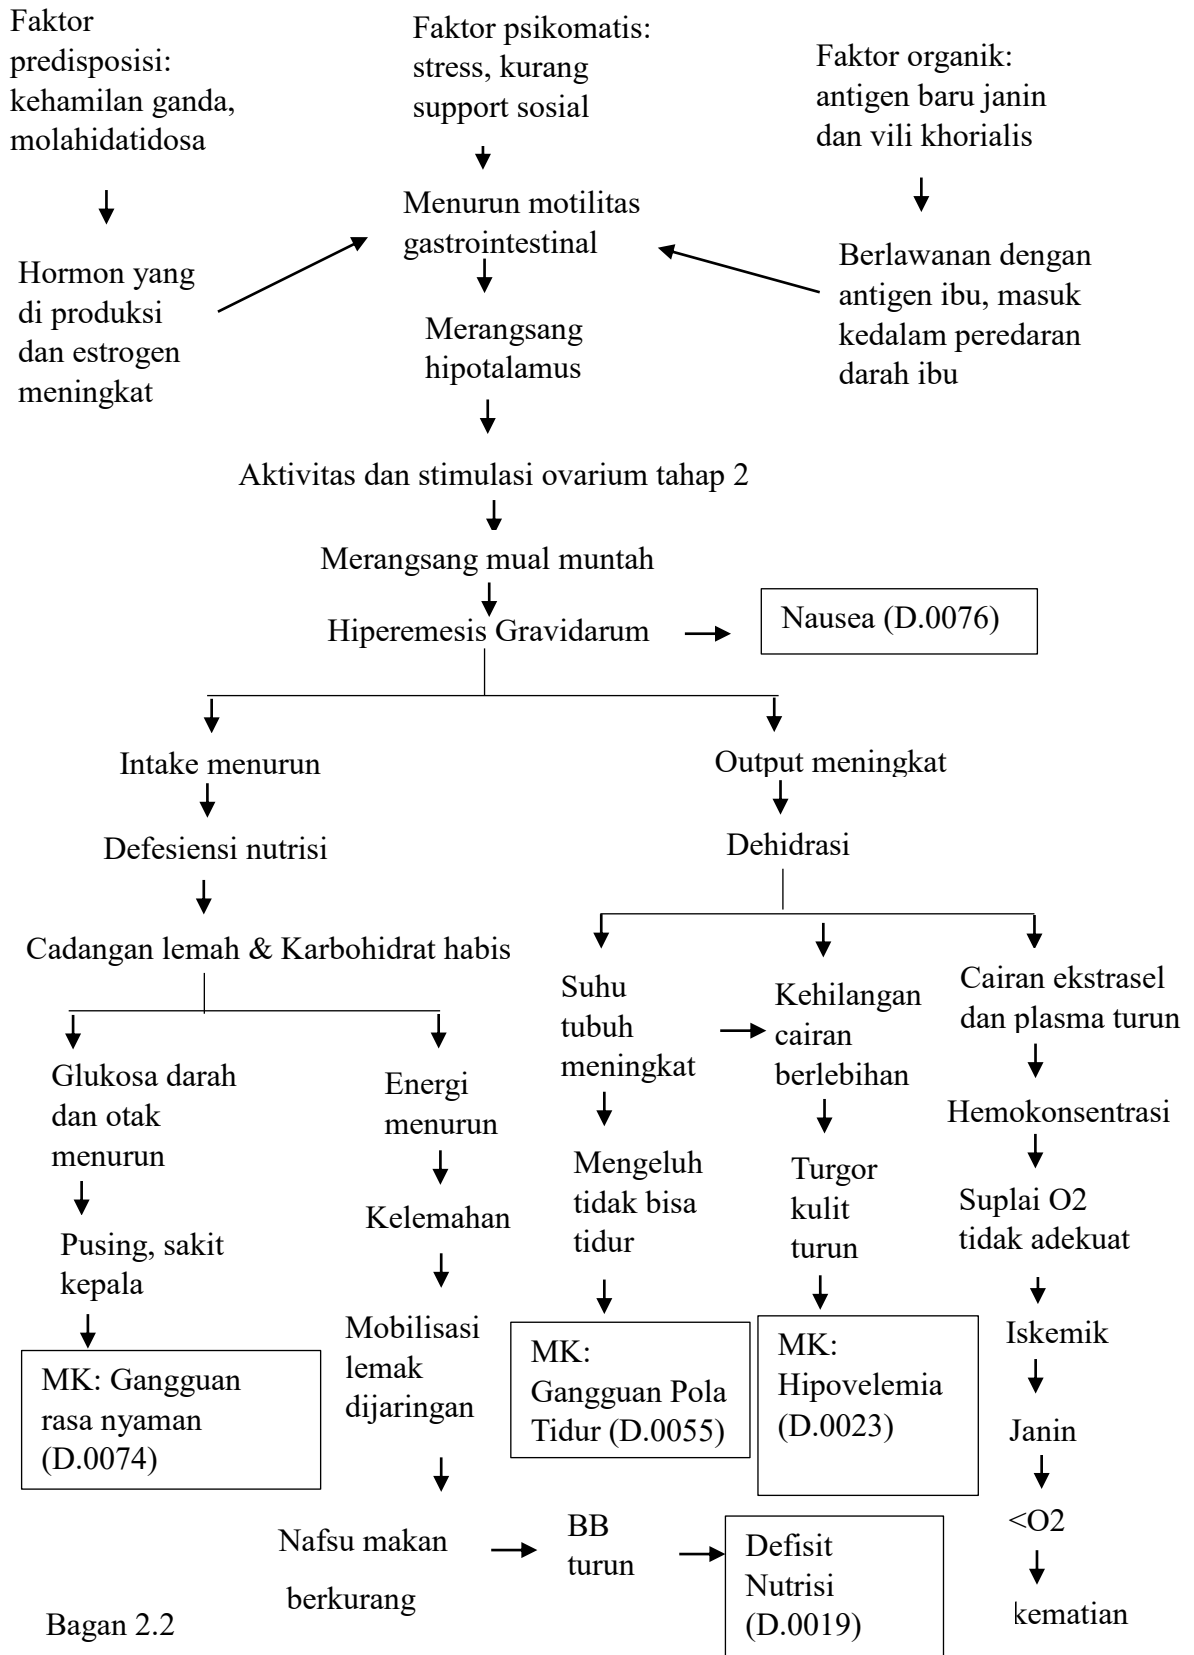 Faktor
predisposisi:
kehamilan ganda,
molahidatidosa
Faktor psikomatis:
stress, kurang
support sosial
Faktor organik:
antigen baru janin
dan vili khorialis
Menurun motilitas
gastrointestinal
Hormon yang
di produksi
dan estrogen
meningkat
Berlawanan dengan
antigen ibu, masuk
kedalam peredaran
darah ibu
Merangsang
hipotalamus
Aktivitas dan stimulasi ovarium tahap 2
Merangsang mual muntah
Hiperemesis Gravidarum
Nausea (D.0076)
Intake menurun
Output meningkat
Defesiensi nutrisi
Dehidrasi
Cadangan lemah & Karbohidrat habis
Suhu
tubuh
meningkat
Kehilangan
cairan
berlebihan
Cairan ekstrasel
dan plasma turun
Glukosa darah
dan otak
menurun
Energi
menurun
Hemokonsentrasi
Mengeluh
tidak bisa
tidur
Turgor
kulit
turun
Suplai O2
tidak adekuat
Pusing, sakit
kepala
Kelemahan
Mobilisasi
lemak
dijaringan
Iskemik
MK: Gangguan
rasa nyaman
(D.0074)
MK:
Gangguan Pola
Tidur (D.0055)
MK:
Hipovelemia
(D.0023)
Janin
<O2
Nafsu makan
berkurang
BB
turun
Defisit
Nutrisi
(D.0019)
kematian
Bagan 2.2